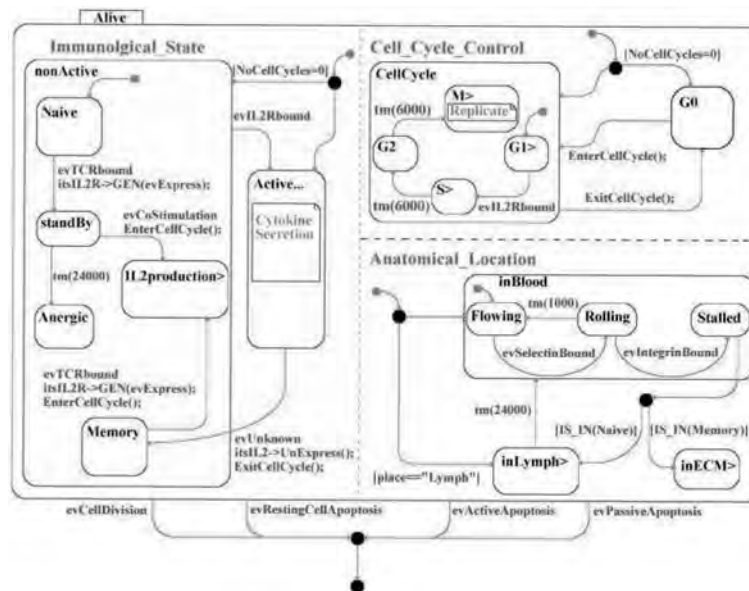 Alive
Immunolgical_State
nonActive
Naive
evTCRbound
itsIL2R->GEN(evExpress);
standBy
evCoStimulation
EnterCellCycle();
tm(24000)
IL2production>
Anergic
evTCRbound
itsIL2R->GEN(evExpress);
EnterCellCycle();
Memory
[NoCellCycles=0]
evIL2Rbound
Active...
Cytokine
Secretion
evUnknown
itsIL2->UnExpress();
ExitCellCycle();
Cell_Cycle_Control
CellCycle
[NoCellCycles=0]
M>
Replicate
tm(6000)
G0
G2
G1>
EnterCellCycle();
S>
tm(6000)
evIL2Rbound
ExitCellCycle();
Anatomical_Location
inBlood
tm(1000)
Flowing
Rolling
Stalled
evSelectinBound
evIntegrinBound
tm(24000)
[IS_IN(Naive)]
[IS_IN(Memory)]
inLymph>
inECM>
[place=="Lymph"]
evCellDivision
evRestingCellApoptosis
evActiveApoptosis
evPassiveApoptosis